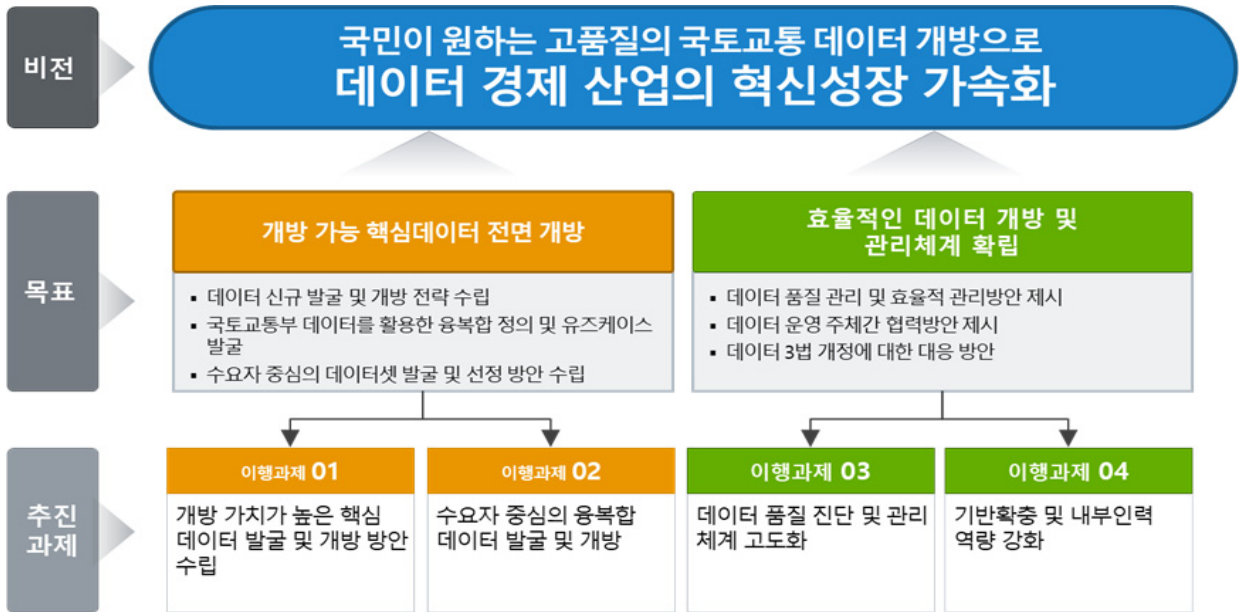 비전
국민이 원하는 고품질의 국토교통 데이터 개방으로
데이터 경제 산업의 혁신성장 가속화
목표
개방 가능 핵심데이터 전면 개방
▪ 데이터 신규 발굴 및 개방 전략 수립
▪ 국토교통부 데이터를 활용한 융복합 정의 및 유즈케이스
발굴
▪ 수요자 중심의 데이터셋 발굴 및 선정 방안 수립
효율적인 데이터 개방 및
관리체계 확립
▪ 데이터 품질 관리 및 효율적 관리방안 제시
▪ 데이터 운영 주체간 협력방안 제시
▪ 데이터 3법 개정에 대한 대응 방안
추진
과제
이행과제 01
개방 가치가 높은 핵심
데이터 발굴 및 개방 방안
수립
이행과제 02
수요자 중심의 융복합
데이터 발굴 및 개방
이행과제 03
데이터 품질 진단 및 관리
체계 고도화
이행과제 04
기반확충 및 내부인력
역량 강화